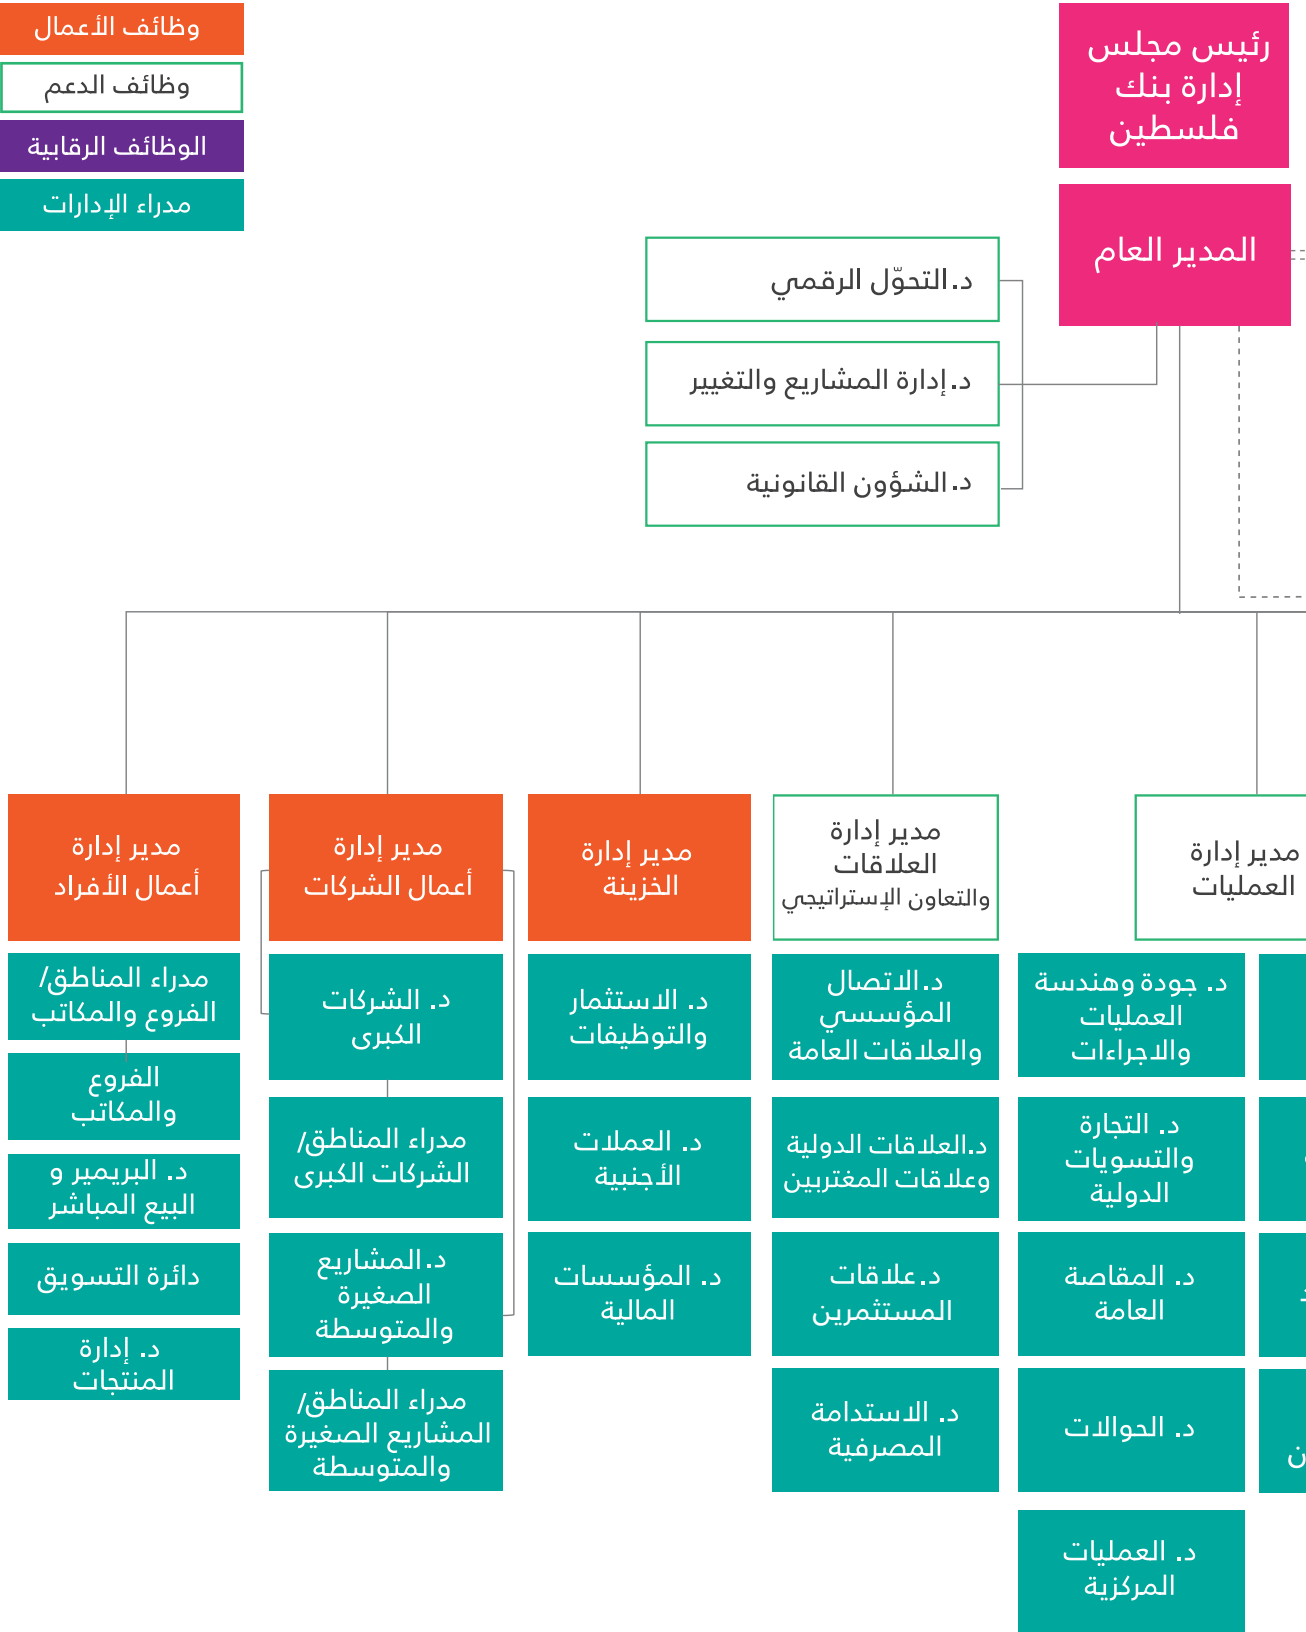 وظائف الأعمال
وظائف الدعم
الوظائف الرقابية
مدراء الإدارات
رئيس مجلس
إدارة بنك
فلسطين
المدير العام
د.التحوّل الرقمي
د.إدارة المشاريع والتغيير
د.الشؤون القانونية
مدير إدارة
العمليات
د. جودة وهندسة
العمليات
والاجراءات
د. التجارة
والتسويات
الدولية
د. المقاصة
العامة
د. الحوالات
د. العمليات
المركزية
مدير إدارة
العلاقات
والتعاون الإستراتيجي
د.الاتصال
المؤسسي
والعلاقات العامة
د.العلاقات الدولية
وعلاقات المغتربين
د.علاقات
المستثمرين
د. الاستدامة
المصرفية
مدير إدارة
الخزينة
د. الاستثمار
والتوظيفات
د. العملات
الأجنبية
د. المؤسسات
المالية
مدير إدارة
أعمال الشركات
د. الشركات
الكبرى
مدراء المناطق/
الشركات الكبرى
د.المشاريع
الصغيرة
والمتوسطة
مدراء المناطق/
المشاريع الصغيرة
والمتوسطة
مدير إدارة
أعمال الأفراد
مدراء المناطق/
الفروع والمكاتب
الفروع
والمكاتب
د. البريمير و
البيع المباشر
دائرة التسويق
د. إدارة
المنتجات